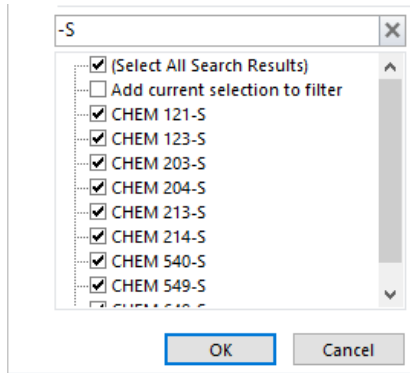 -S
(Select All Search Results)
Add current selection to filter
CHEM 121-S
CHEM 123-S
CHEM 203-S
CHEM 204-S
CHEM 213-S
CHEM 214-S
CHEM 540-S
CHEM 549-S
OK Cancel